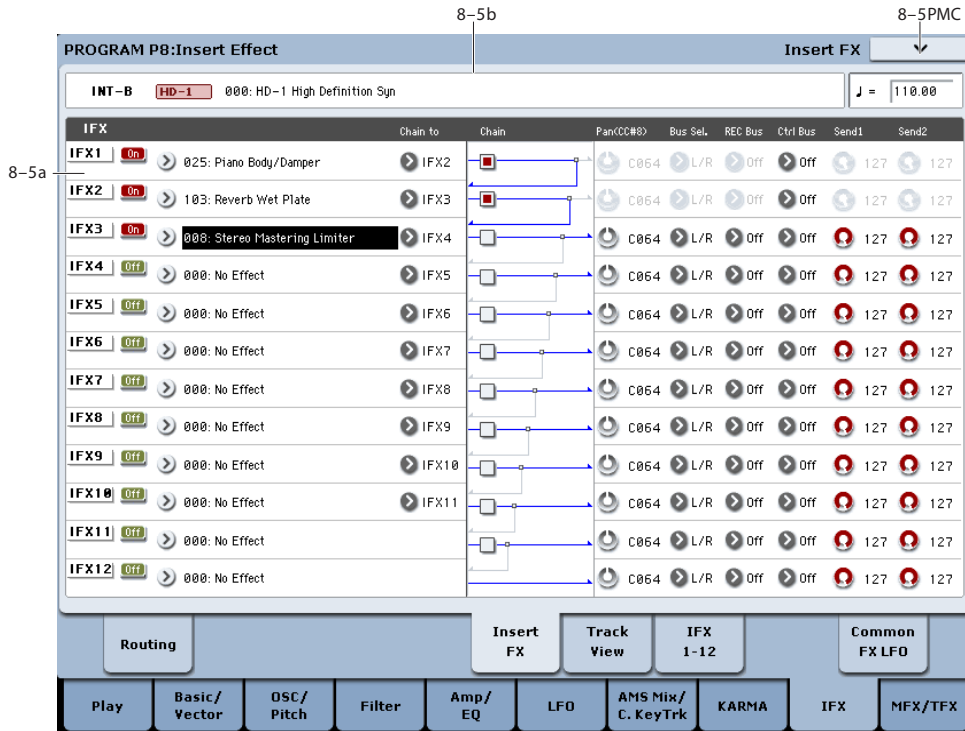 8–5b
8–5PMC
PROGRAM P8:Insert Effect
Insert FX
INT-B HD-1 000: HD-1 High Definition Syn
♩ = 110.00
IFX Chain to Chain Pan(CC#8) Bus Sel. REC Bus Ctrl Bus Send1 Send2
8–5a
IFX1 On 025: Piano Body/Damper IFX2 C064 L/R Off Off 127 127
IFX2 On 103: Reverb Wet Plate IFX3 C064 L/R Off Off 127 127
IFX3 On 008: Stereo Mastering Limiter IFX4 C064 L/R Off Off 127 127
IFX4 Off 000: No Effect IFX5 C064 L/R Off Off 127 127
IFX5 Off 000: No Effect IFX6 C064 L/R Off Off 127 127
IFX6 Off 000: No Effect IFX7 C064 L/R Off Off 127 127
IFX7 Off 000: No Effect IFX8 C064 L/R Off Off 127 127
IFX8 Off 000: No Effect IFX9 C064 L/R Off Off 127 127
IFX9 Off 000: No Effect IFX10 C064 L/R Off Off 127 127
IFX10 Off 000: No Effect IFX11 C064 L/R Off Off 127 127
IFX11 Off 000: No Effect C064 L/R Off Off 127 127
IFX12 Off 000: No Effect C064 L/R Off Off 127 127
Routing
Insert
FX
Track
View
IFX
1-12
Common
FX LFO
Play
Basic/
Vector
OSC/
Pitch
Filter
Amp/
EQ
LFO
AMS Mix/
C. KeyTrk
KARMA
IFX
MFX/TFX